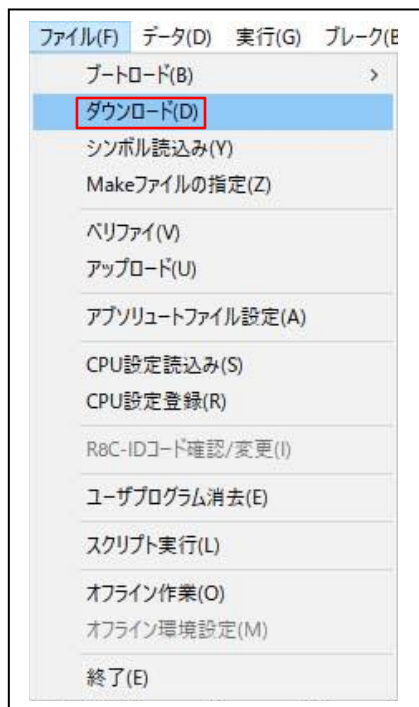 ファイル(F) データ(D) 実行(G) ブレーク(E
ブートロード(B) >
ダウンロード(D)
シンボル読込み(Y)
Makeファイルの指定(Z)
ベリファイ(V)
アップロード(U)
アブソリュートファイル設定(A)
CPU設定読込み(S)
CPU設定登録(R)
R8C-IDコード確認/変更(I)
ユーザプログラム消去(E)
スクリプト実行(L)
オフライン作業(O)
オフライン環境設定(M)
終了(E)